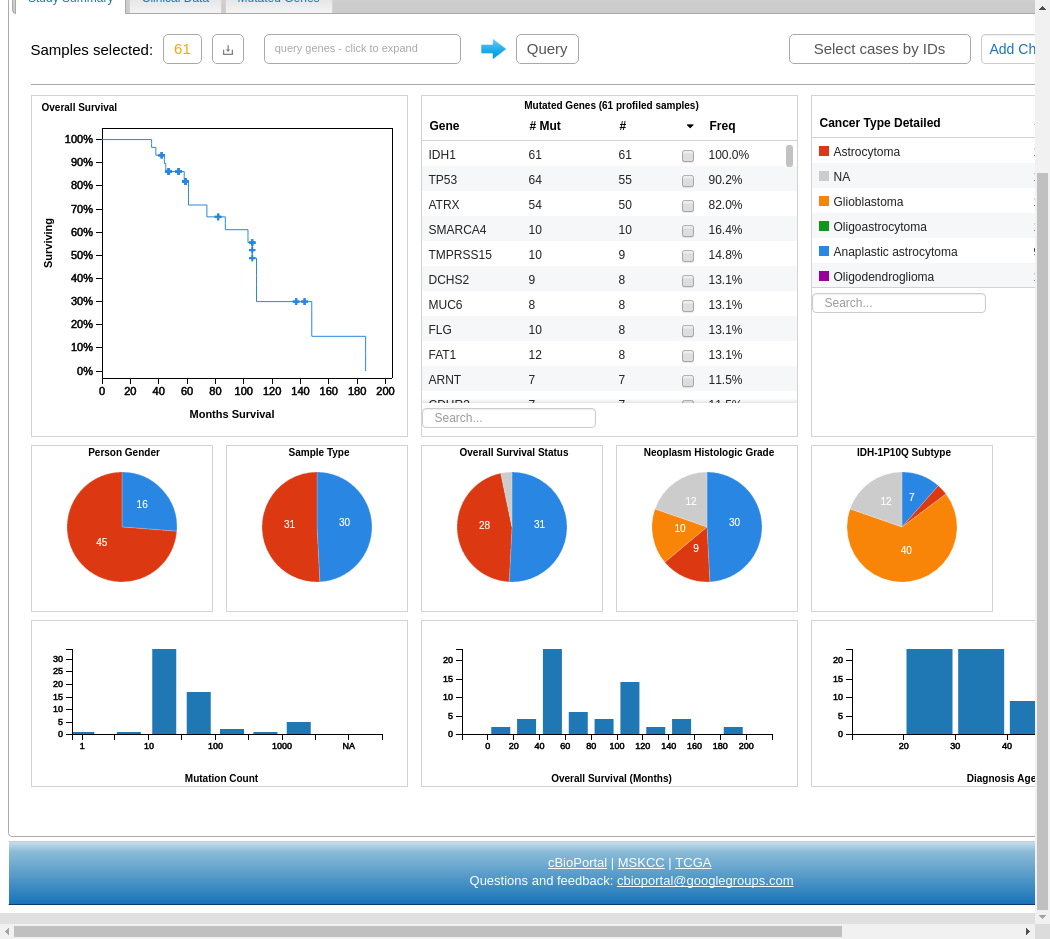 Study Summary Clinical Data Mutated Genes
Samples selected: 61 query genes - click to expand Query Select cases by IDs Add Ch
Overall Survival
100%
90%
80%
70%
60%
50%
40%
30%
20%
10%
0%
Surviving
0 20 40 60 80 100 120 140 160 180 200
Months Survival
Mutated Genes (61 profiled samples)
Gene # Mut # Freq
IDH1 61 61 100.0%
TP53 64 55 90.2%
ATRX 54 50 82.0%
SMARCA4 10 10 16.4%
TMPRSS15 10 9 14.8%
DCHS2 9 8 13.1%
MUC6 8 8 13.1%
FLG 10 8 13.1%
FAT1 12 8 13.1%
ARNT 7 7 11.5%
Search...
Cancer Type Detailed
Astrocytoma
NA
Glioblastoma
Oligoastrocytoma
Anaplastic astrocytoma
Oligodendroglioma
Search...
Person Gender
16
45
Sample Type
31 30
Overall Survival Status
28 31
Neoplasm Histologic Grade
12
30
10
9
IDH-1P10Q Subtype
12 7
40
30
25
20
15
10
5
0
1 10 100 1000 NA
Mutation Count
20
15
10
5
0
0 20 40 60 80 100 120 140 160 180 200
Overall Survival (Months)
20
15
10
5
0
20 30 40
Diagnosis Age
cBioPortal | MSKCC | TCGA
Questions and feedback: cbioportal@googlegroups.com